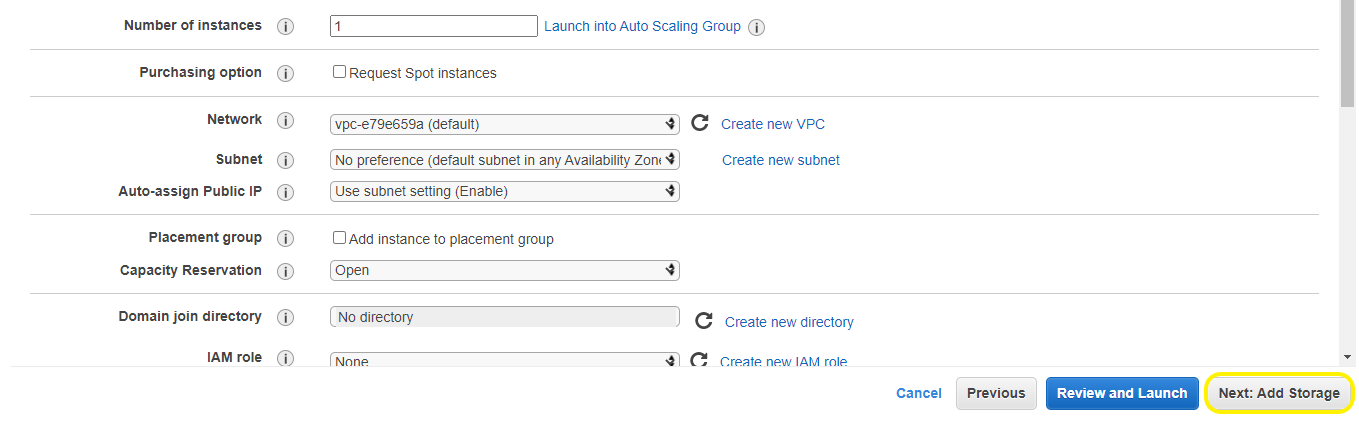 Number of instances i 1 Launch into Auto Scaling Group i
Purchasing option i Request Spot instances
Network i vpc-e79e659a (default) Create new VPC
Subnet i No preference (default subnet in any Availability Zone Create new subnet
Auto-assign Public IP i Use subnet setting (Enable)
Placement group i Add instance to placement group
Capacity Reservation i Open
Domain join directory i No directory Create new directory
IAM role i None Create new IAM role
Cancel Previous Review and Launch Next: Add Storage